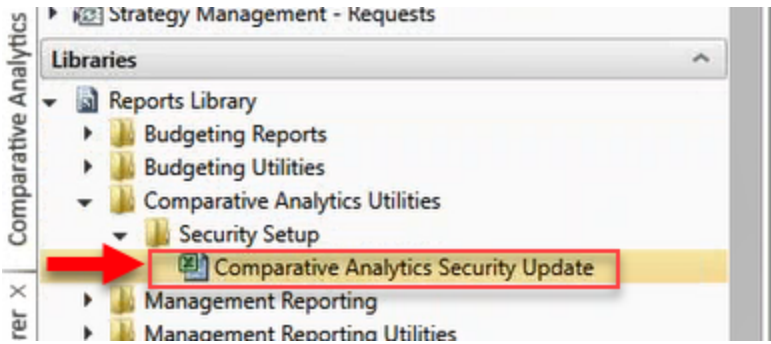 Strategy Management - Requests
Libraries
Reports Library
Budgeting Reports
Budgeting Utilities
Comparative Analytics Utilities
Security Setup
Comparative Analytics Security Update
Management Reporting
Management Reporting Utilities
Comparative Analytics
rer